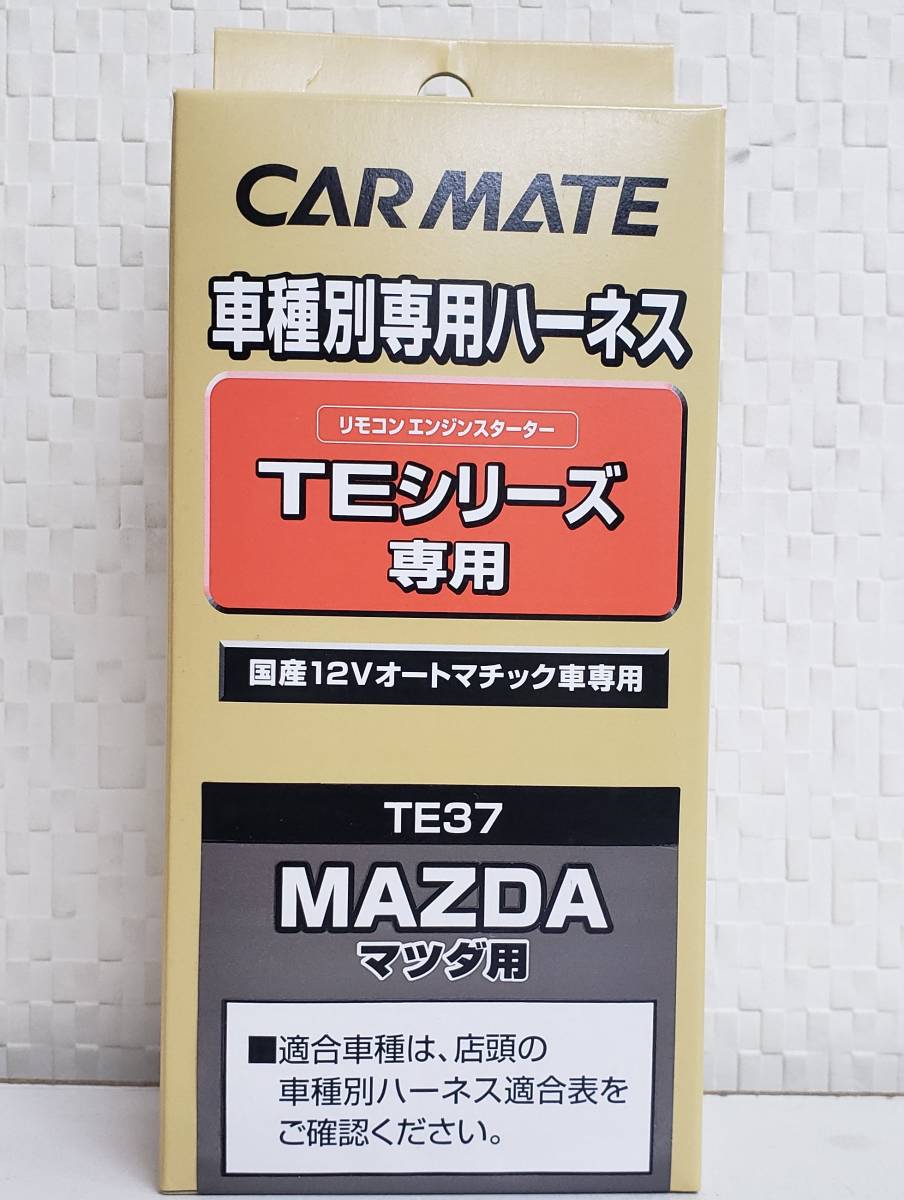 CAR MATE
車種別専用ハーネス
リモコン エンジンスターター
TEシリーズ
専用
国産12Vオートマチック車専用
TE37
MAZDA
マツダ用
■適合車種は、店頭の
車種別ハーネス適合表を
ご確認ください。